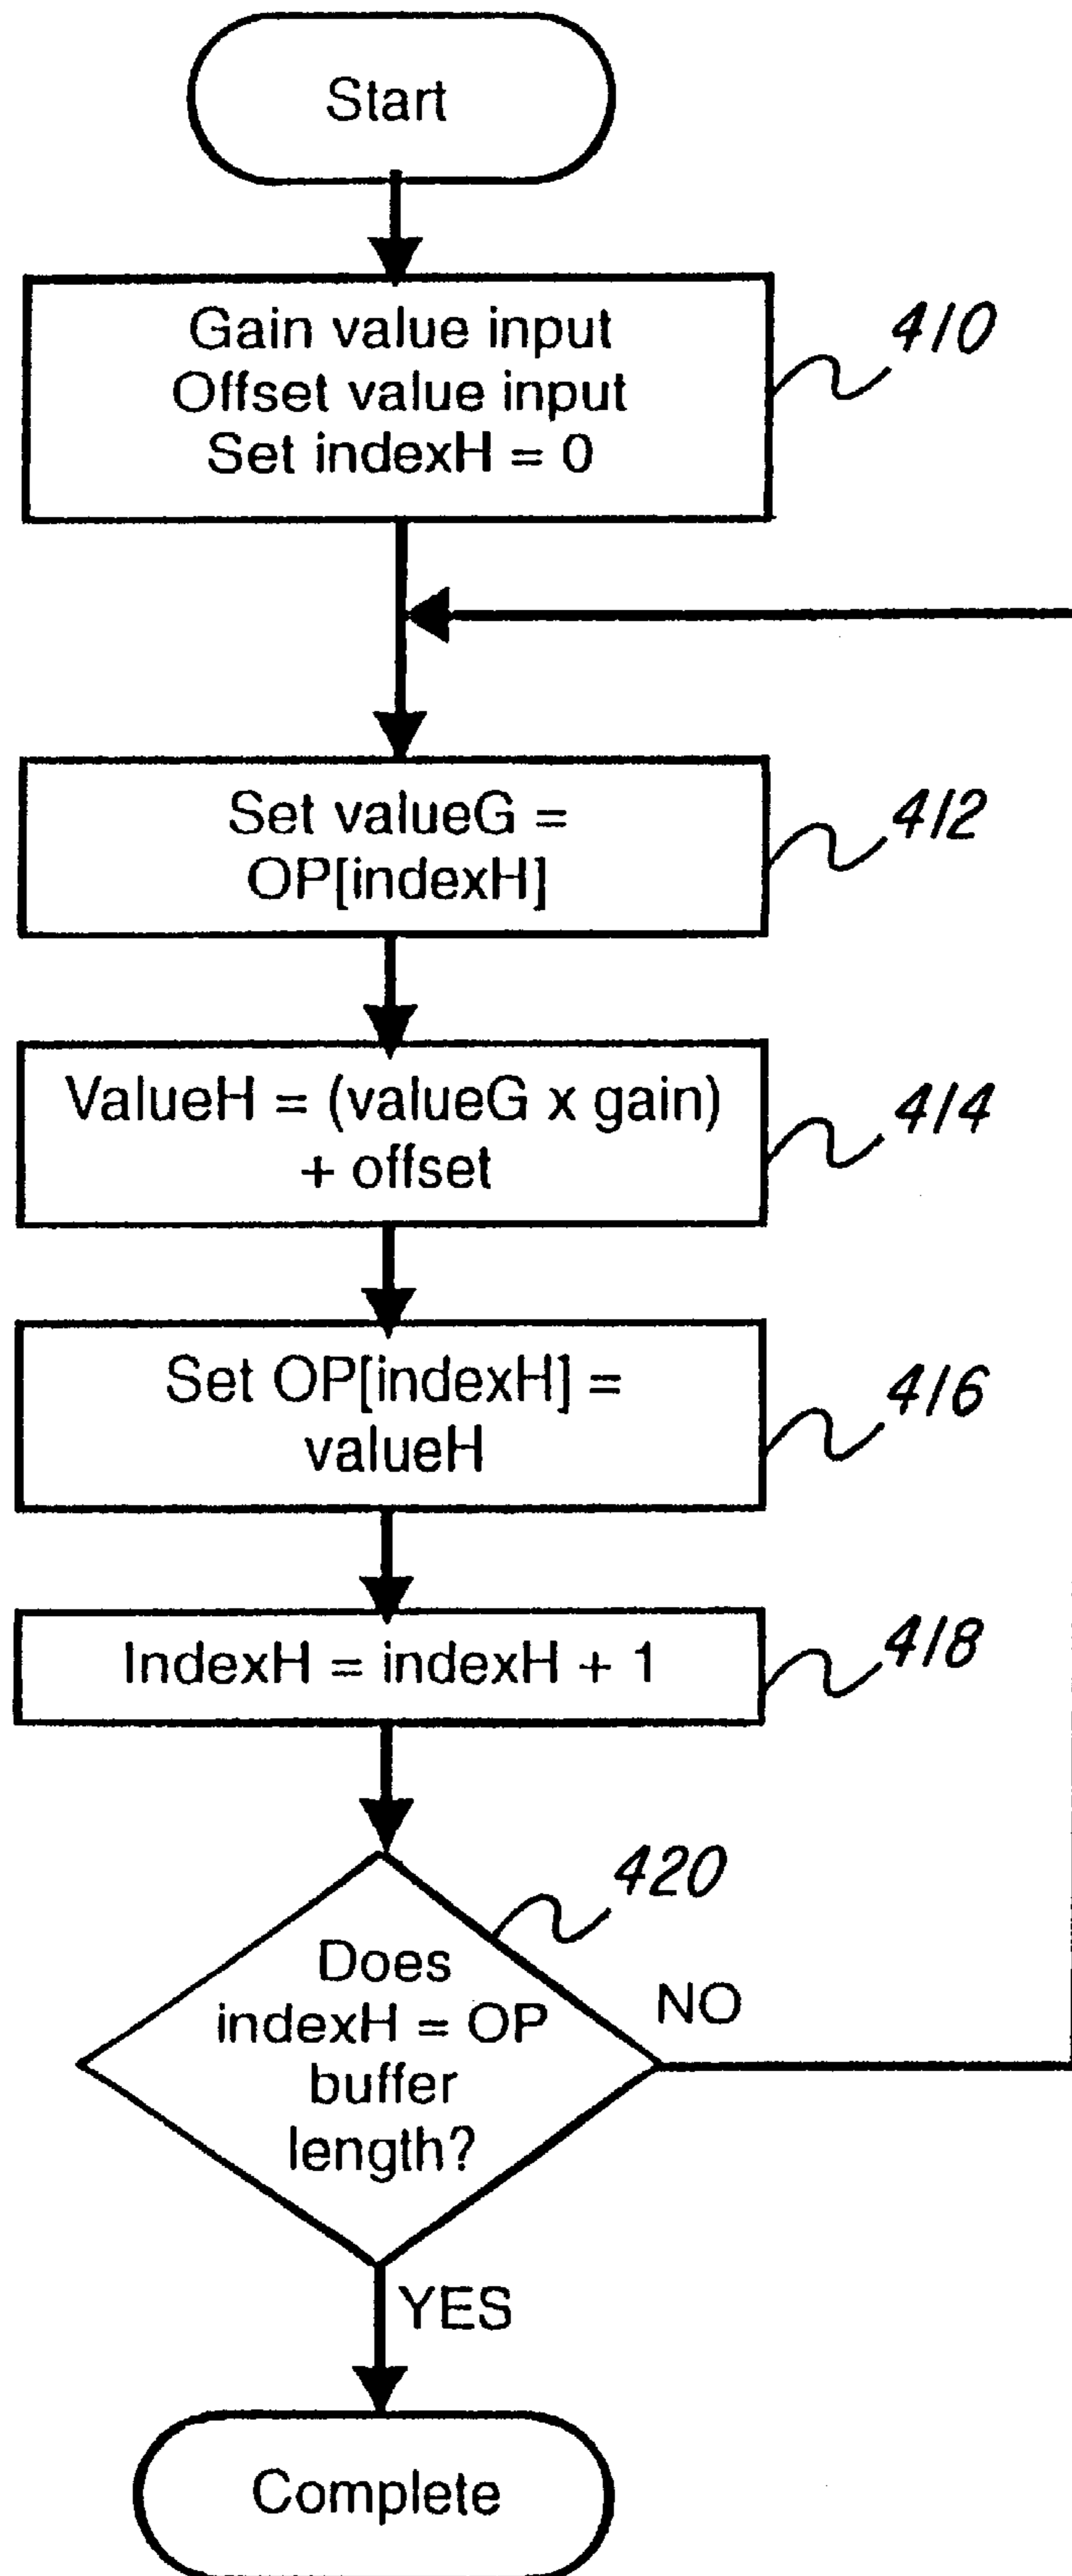 Start
Gain value input
Offset value input
Set indexH = 0
410
Set valueG =
OP[indexH]
412
ValueH = (valueG x gain)
+ offset
414
Set OP[indexH] =
valueH
416
IndexH = indexH + 1
418
420
Does
indexH = OP
buffer
length?
NO
YES
Complete